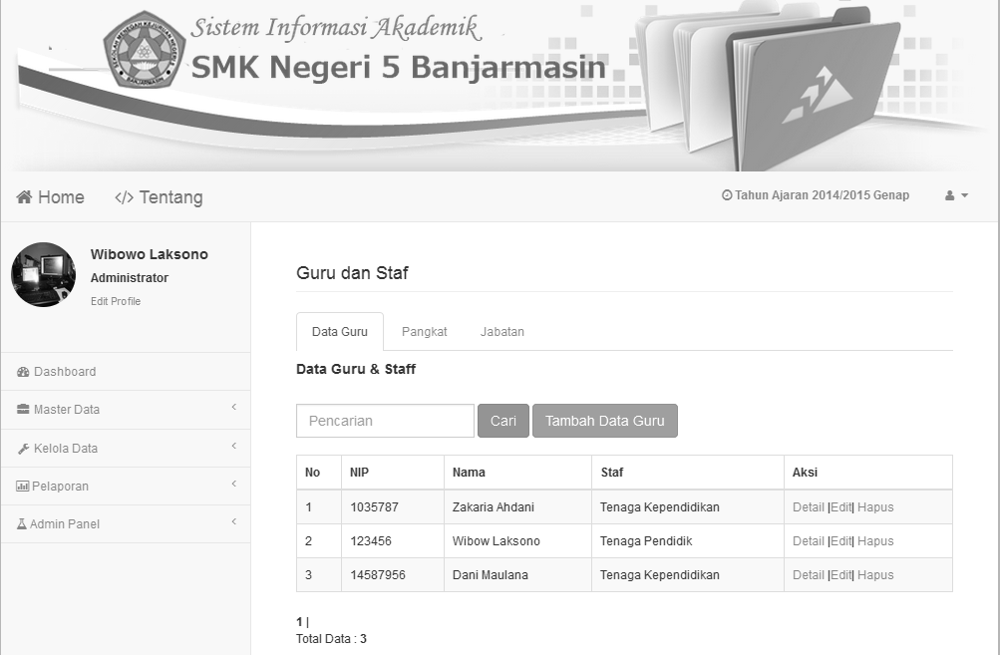 Sistem Informasi Akademik
SMK Negeri 5 Banjarmasin
BANJARMASIN
Home </> Tentang Tahun Ajaran 2014/2015 Genap
Wibowo Laksono
Administrator
Edit Profile
Dashboard
Master Data
Kelola Data
Pelaporan
Admin Panel
Guru dan Staf
Data Guru Pangkat Jabatan
Data Guru & Staff
Pencarian Cari Tambah Data Guru
No NIP Nama Staf Aksi
1 1035787 Zakaria Ahdani Tenaga Kependidikan Detail |Edit| Hapus
2 123456 Wibow Laksono Tenaga Pendidik Detail |Edit| Hapus
3 14587956 Dani Maulana Tenaga Kependidikan Detail |Edit| Hapus
1 |
Total Data : 3